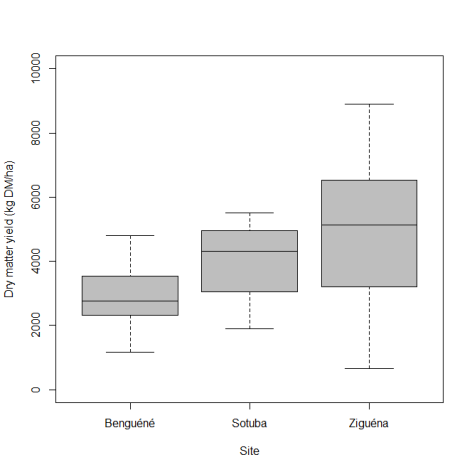 Dry matter yield (kg DM/ha)
10000
8000
6000
4000
2000
0
Benguéné
Sotuba
Ziguéna
Site